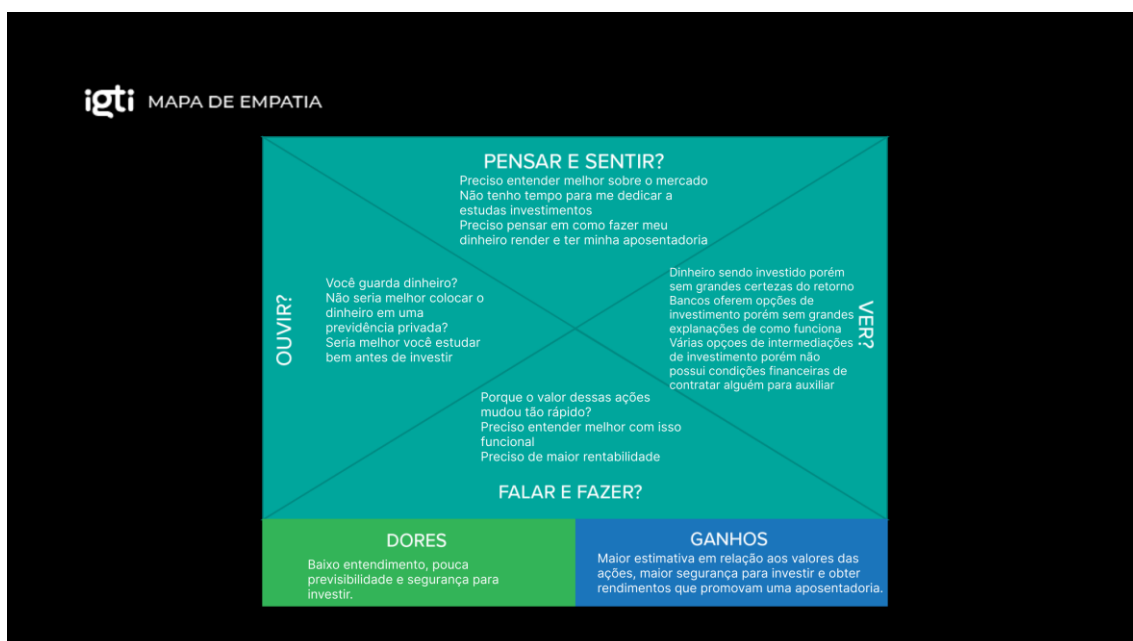 igti MAPA DE EMPATIA
PENSAR E SENTIR?
Preciso entender melhor sobre o mercado
Não tenho tempo para me dedicar a
estudas investimentos
Preciso pensar em como fazer meu
dinheiro render e ter minha aposentadoria
OUVIR?
Você guarda dinheiro?
Não seria melhor colocar o
dinheiro em uma
previdência privada?
Seria melhor você estudar
bem antes de investir
VER?
Dinheiro sendo investido porém
sem grandes certezas do retorno
Bancos oferem opções de
investimento porém sem grandes
explanações de como funciona
Várias opçoes de intermediações
de investimento porém não
possui condições financeiras de
contratar alguém para auxiliar
Porque o valor dessas ações
mudou tão rápido?
Preciso entender melhor com isso
funcional
Preciso de maior rentabilidade
FALAR E FAZER?
DORES
Baixo entendimento, pouca
previsibilidade e segurança para
investir.
GANHOS
Maior estimativa em relação aos valores das
ações, maior segurança para investir e obter
rendimentos que promovam uma aposentadoria.